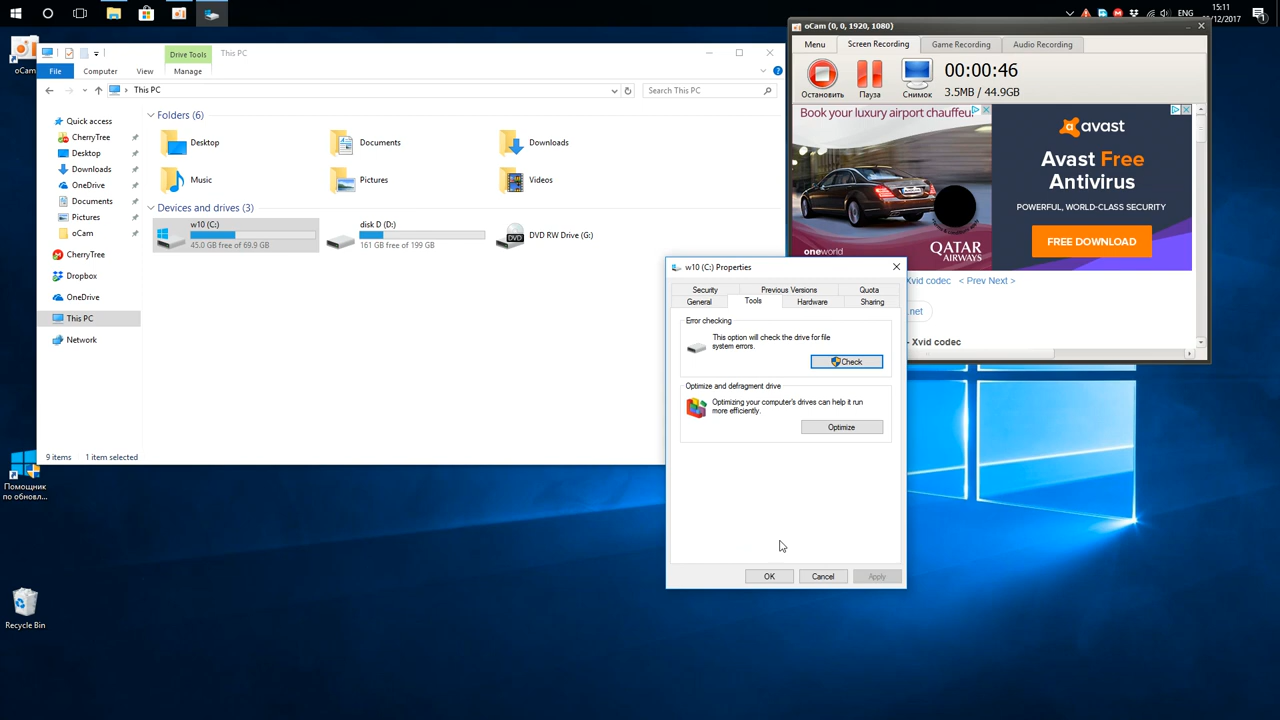 ENG
15:11
/12/2017
oCam
Drive Tools
This PC
File
Computer
View
Manage
This PC
Search This PC
Quick access
CherryTree
Desktop
Downloads
OneDrive
Documents
Pictures
oCam
CherryTree
Dropbox
OneDrive
This PC
Network
Folders (6)
Desktop
Documents
Downloads
Music
Pictures
Videos
Devices and drives (3)
w10 (C:)
45.0 GB free of 69.9 GB
disk D (D:)
161 GB free of 199 GB
DVD RW Drive (G:)
DVD
9 items
1 item selected
oCam (0, 0, 1920, 1080)
Menu
Screen Recording
Game Recording
Audio Recording
00:00:46
3.5MB / 44.9GB
Остановить
Пауза
Снимок
Book your luxury airport chauffeu
oneworld
QATAR
AIRWAYS
avast
Avast Free
Antivirus
POWERFUL, WORLD-CLASS SECURITY
FREE DOWNLOAD
Xvid codec
< Prev Next >
.net
- Xvid codec
w10 (C:) Properties
Security
Previous Versions
Quota
General
Tools
Hardware
Sharing
Error checking
This option will check the drive for file
system errors.
Check
Optimize and defragment drive
Optimizing your computer's drives can help it run
more efficiently.
Optimize
OK
Cancel
Apply
Помощник
по обновл...
Recycle Bin